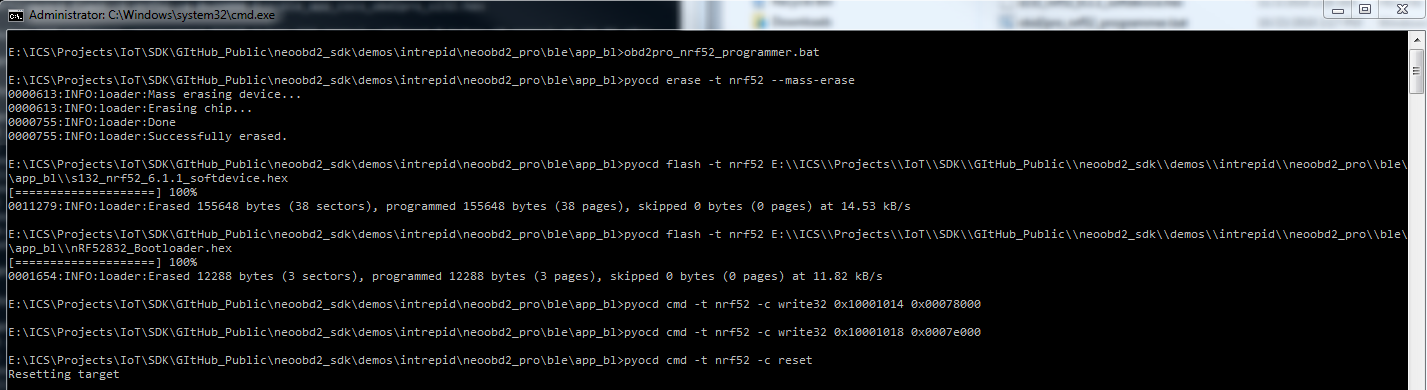 Administrator: C:\Windows\system32\cmd.exe
E:\ICS\Projects\IoT\SDK\GItHub_Public\neoobd2_sdk\demos\intrepid\neoobd2_pro\ble\app_bl>obd2pro_nrf52_programmer.bat
E:\ICS\Projects\IoT\SDK\GItHub_Public\neoobd2_sdk\demos\intrepid\neoobd2_pro\ble\app_bl>pyocd erase -t nrf52 --mass-erase
0000613:INFO:loader:Mass erasing device...
0000613:INFO:loader:Erasing chip...
0000755:INFO:loader:Done
0000755:INFO:loader:Successfully erased.
E:\ICS\Projects\IoT\SDK\GItHub_Public\neoobd2_sdk\demos\intrepid\neoobd2_pro\ble\app_bl>pyocd flash -t nrf52 E:\\ICS\\Projects\\IoT\\SDK\\GItHub_Public\\neoobd2_sdk\\demos\\intrepid\\neoobd2_pro\\ble\
\app_bl\\s132_nrf52_6.1.1_softdevice.hex
[====================] 100%
0011279:INFO:loader:Erased 155648 bytes (38 sectors), programmed 155648 bytes (38 pages), skipped 0 bytes (0 pages) at 14.53 kB/s
E:\ICS\Projects\IoT\SDK\GItHub_Public\neoobd2_sdk\demos\intrepid\neoobd2_pro\ble\app_bl>pyocd flash -t nrf52 E:\\ICS\\Projects\\IoT\\SDK\\GItHub_Public\\neoobd2_sdk\\demos\\intrepid\\neoobd2_pro\\ble\
\app_bl\\nRF52832_Bootloader.hex
[====================] 100%
0001654:INFO:loader:Erased 12288 bytes (3 sectors), programmed 12288 bytes (3 pages), skipped 0 bytes (0 pages) at 11.82 kB/s
E:\ICS\Projects\IoT\SDK\GItHub_Public\neoobd2_sdk\demos\intrepid\neoobd2_pro\ble\app_bl>pyocd cmd -t nrf52 -c write32 0x10001014 0x00078000
E:\ICS\Projects\IoT\SDK\GItHub_Public\neoobd2_sdk\demos\intrepid\neoobd2_pro\ble\app_bl>pyocd cmd -t nrf52 -c write32 0x10001018 0x0007e000
E:\ICS\Projects\IoT\SDK\GItHub_Public\neoobd2_sdk\demos\intrepid\neoobd2_pro\ble\app_bl>pyocd cmd -t nrf52 -c reset
Resetting target